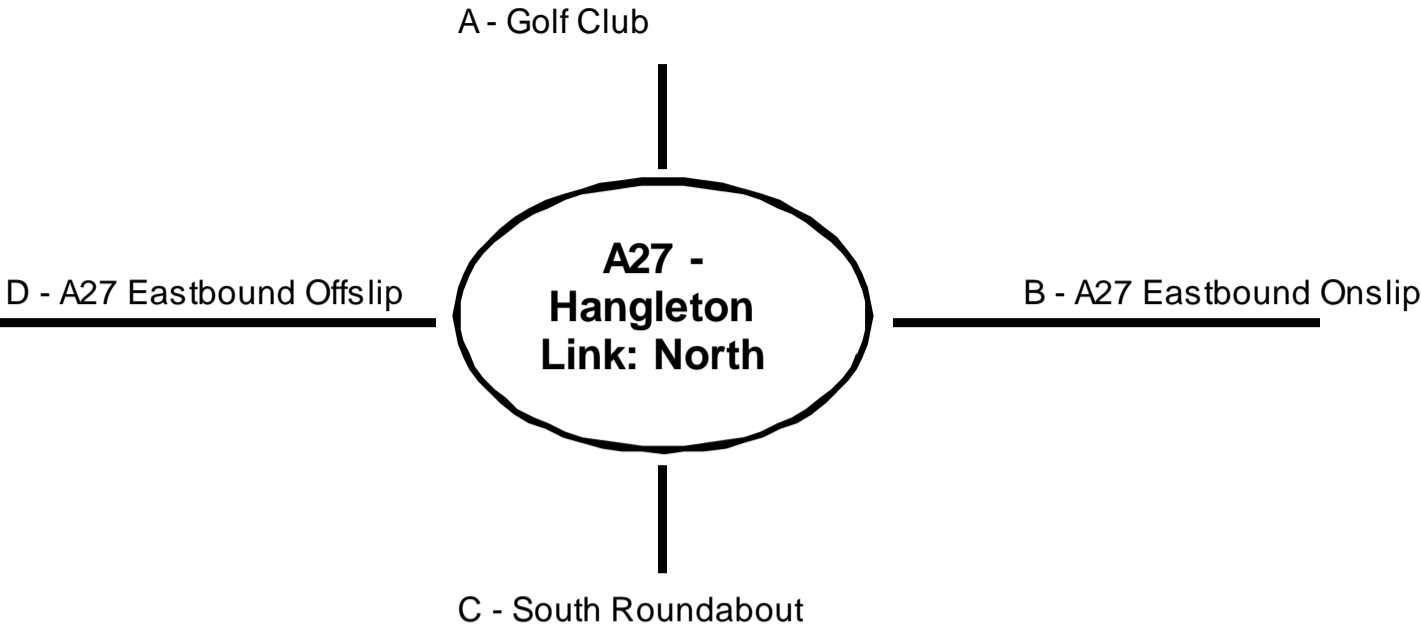 A - Golf Club
A27 -
Hangleton
Link: North
D - A27 Eastbound Offslip
B - A27 Eastbound Onslip
C - South Roundabout